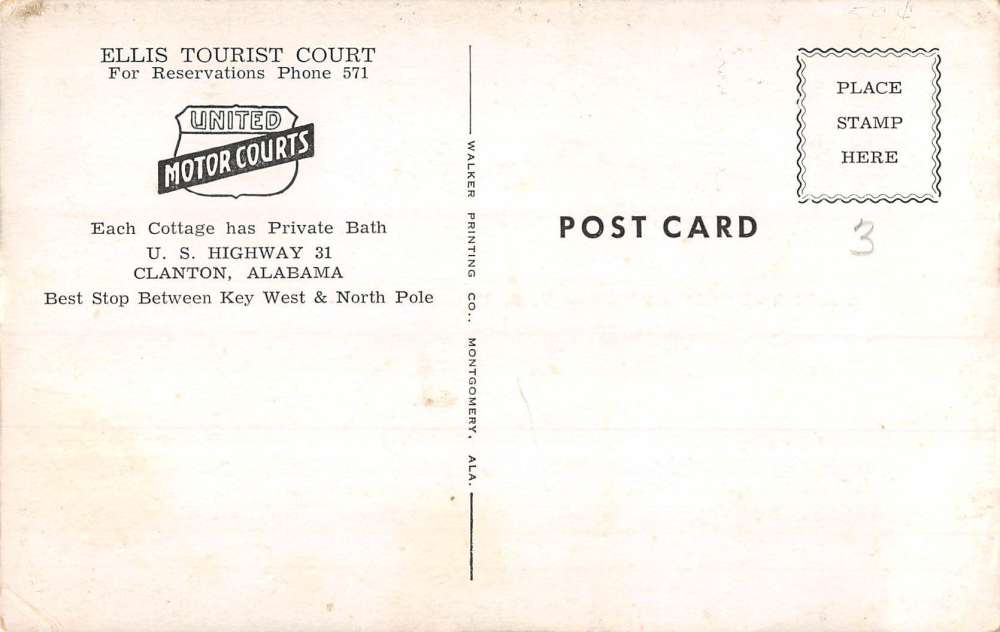 ELLIS TOURIST COURT
For Reservations Phone 571
UNITED
MOTOR COURTS
Each Cottage has Private Bath
U. S. HIGHWAY 31
CLANTON, ALABAMA
Best Stop Between Key West & North Pole
WALKER PRINTING CO., MONTGOMERY, ALA.
POST CARD
PLACE
STAMP
HERE
3